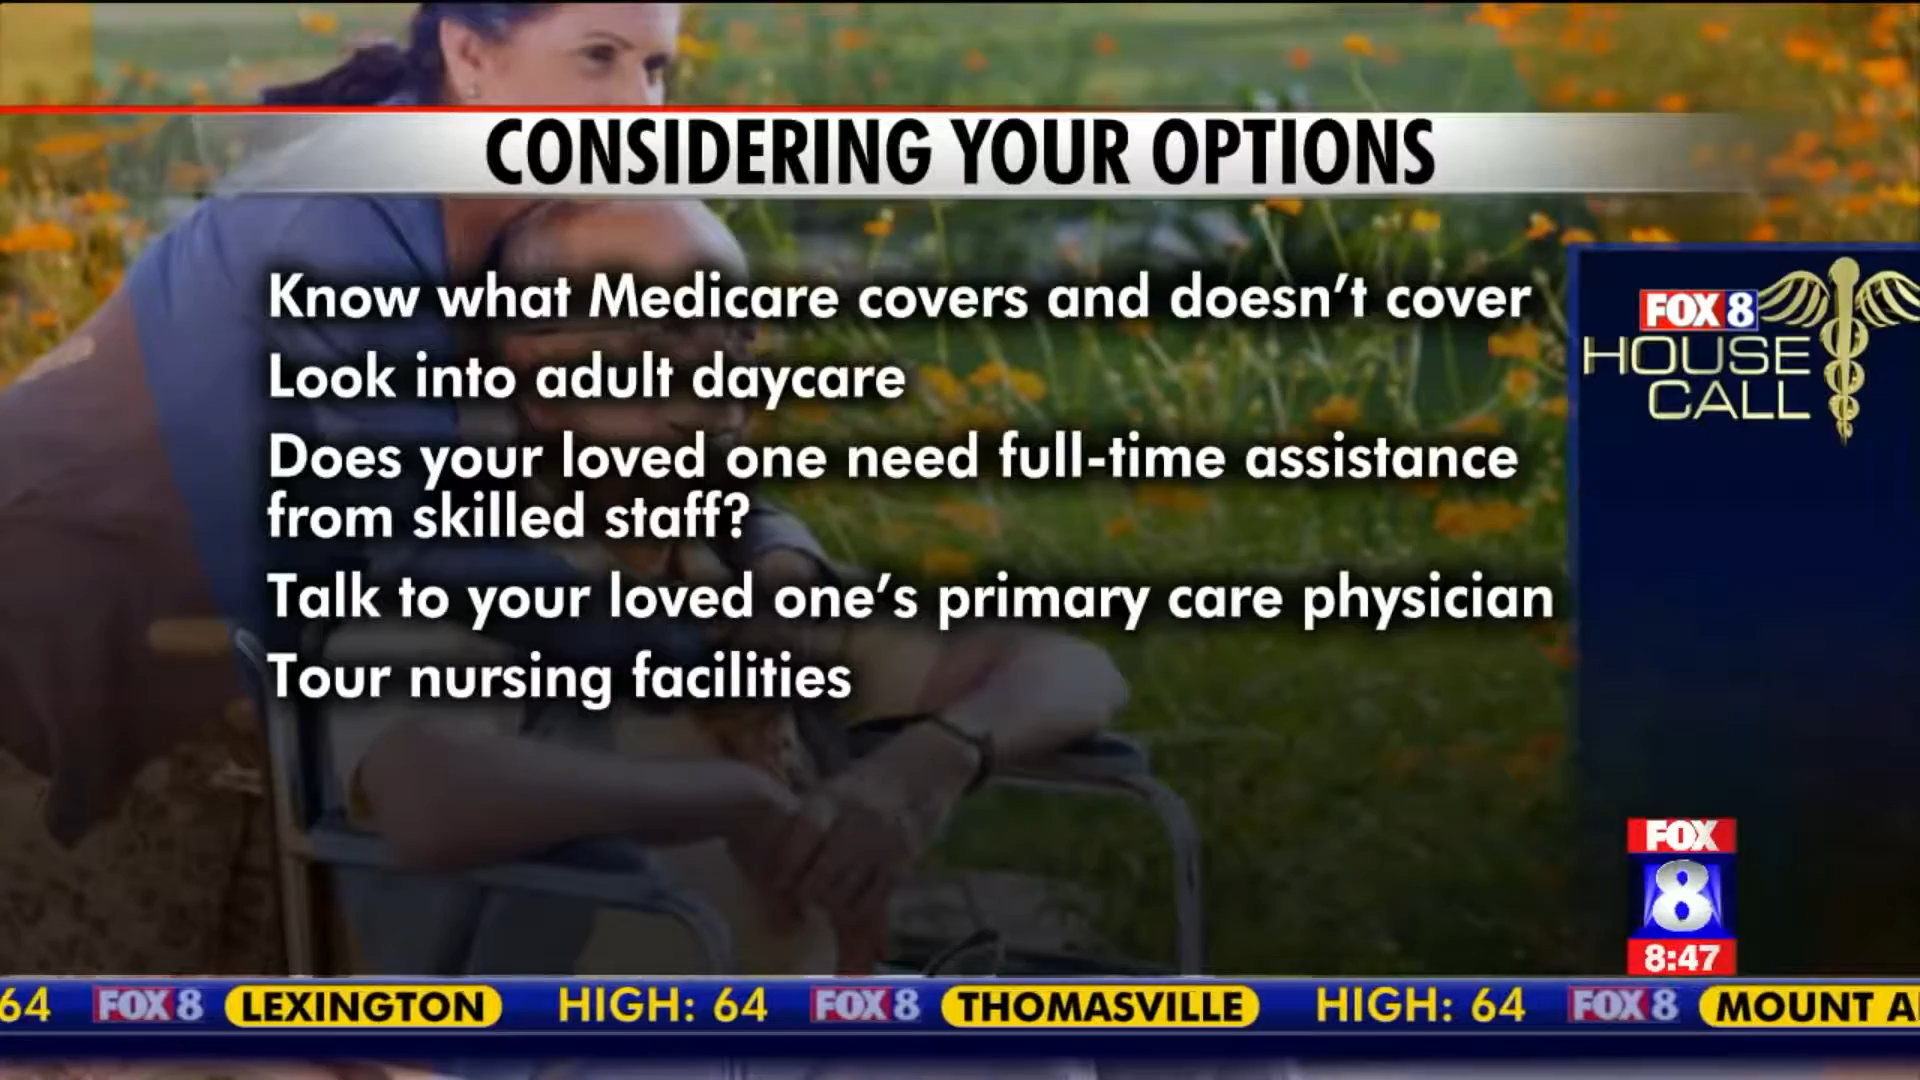 CONSIDERING YOUR OPTIONS
Know what Medicare covers and doesn't cover
Look into adult daycare
Does your loved one need full-time assistance
from skilled staff?
Talk to your loved one's primary care physician
Tour nursing facilities
FOX 8
HOUSE
CALL
FOX
8
8:47
64 FOX 8 LEXINGTON HIGH: 64 FOX 8 THOMASVILLE HIGH: 64 FOX 8 MOUNT